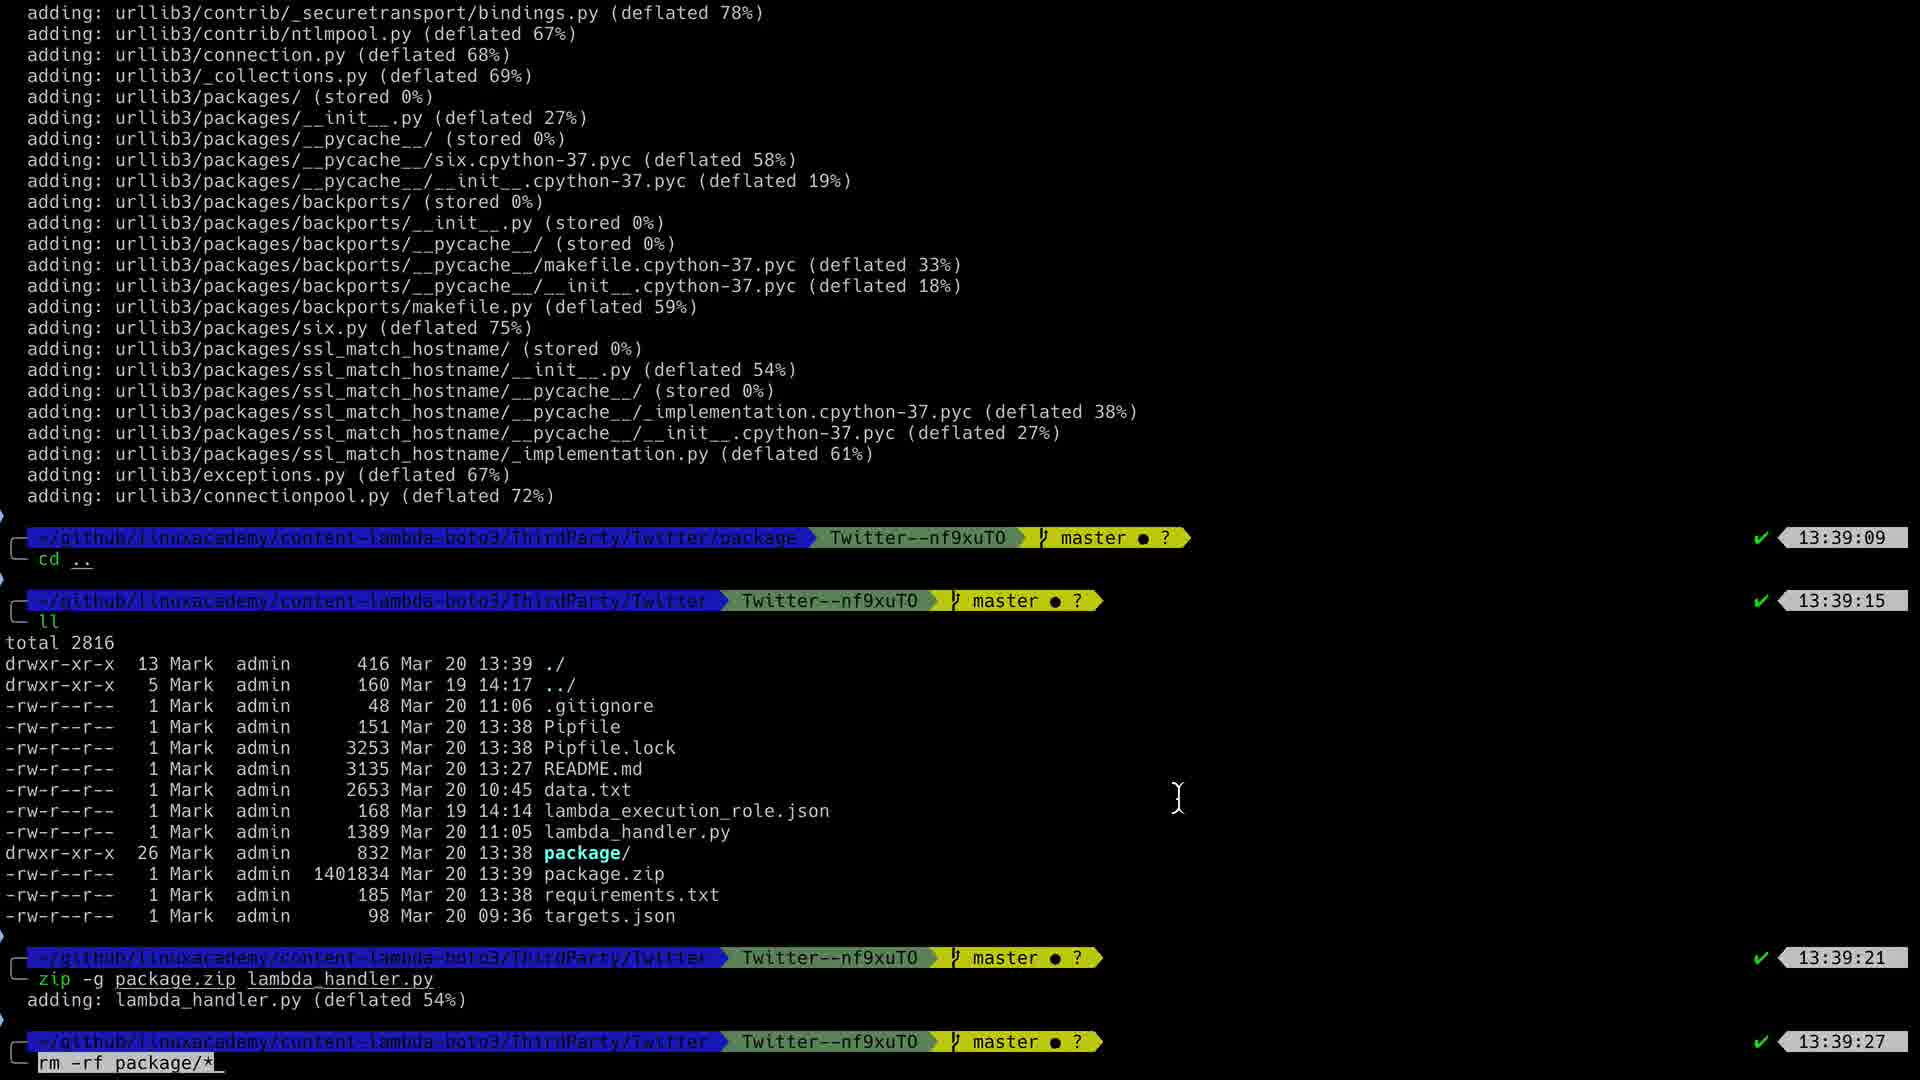 adding: urllib3/contrib/_securetransport/bindings.py (deflated 78%)
adding: urllib3/contrib/ntlmpool.py (deflated 67%)
adding: urllib3/connection.py (deflated 68%)
adding: urllib3/_collections.py (deflated 69%)
adding: urllib3/packages/ (stored 0%)
adding: urllib3/packages/__init__.py (deflated 27%)
adding: urllib3/packages/__pycache__/ (stored 0%)
adding: urllib3/packages/__pycache__/six.cpython-37.pyc (deflated 58%)
adding: urllib3/packages/__pycache__/__init__.cpython-37.pyc (deflated 19%)
adding: urllib3/packages/backports/ (stored 0%)
adding: urllib3/packages/backports/__init__.py (stored 0%)
adding: urllib3/packages/backports/__pycache__/ (stored 0%)
adding: urllib3/packages/backports/__pycache__/makefile.cpython-37.pyc (deflated 33%)
adding: urllib3/packages/backports/__pycache__/__init__.cpython-37.pyc (deflated 18%)
adding: urllib3/packages/backports/makefile.py (deflated 59%)
adding: urllib3/packages/six.py (deflated 75%)
adding: urllib3/packages/ssl_match_hostname/ (stored 0%)
adding: urllib3/packages/ssl_match_hostname/__init__.py (deflated 54%)
adding: urllib3/packages/ssl_match_hostname/__pycache__/ (stored 0%)
adding: urllib3/packages/ssl_match_hostname/__pycache__/_implementation.cpython-37.pyc (deflated 38%)
adding: urllib3/packages/ssl_match_hostname/__pycache__/__init__.cpython-37.pyc (deflated 27%)
adding: urllib3/packages/ssl_match_hostname/_implementation.py (deflated 61%)
adding: urllib3/exceptions.py (deflated 67%)
adding: urllib3/connectionpool.py (deflated 72%)
~/github/linuxacademy/content-lambda-boto3/ThirdParty/Twitter/package Twitter--nf9xuTO master ● ? ✔ 13:39:09
cd ..
~/github/linuxacademy/content-lambda-boto3/ThirdParty/Twitter Twitter--nf9xuTO master ● ? ✔ 13:39:15
ll
total 2816
drwxr-xr-x 13 Mark admin 416 Mar 20 13:39 ./
drwxr-xr-x 5 Mark admin 160 Mar 19 14:17 ../
-rw-r--r-- 1 Mark admin 48 Mar 20 11:06 .gitignore
-rw-r--r-- 1 Mark admin 151 Mar 20 13:38 Pipfile
-rw-r--r-- 1 Mark admin 3253 Mar 20 13:38 Pipfile.lock
-rw-r--r-- 1 Mark admin 3135 Mar 20 13:27 README.md
-rw-r--r-- 1 Mark admin 2653 Mar 20 10:45 data.txt
-rw-r--r-- 1 Mark admin 168 Mar 19 14:14 lambda_execution_role.json
-rw-r--r-- 1 Mark admin 1389 Mar 20 11:05 lambda_handler.py
drwxr-xr-x 26 Mark admin 832 Mar 20 13:38 package/
-rw-r--r-- 1 Mark admin 1401834 Mar 20 13:39 package.zip
-rw-r--r-- 1 Mark admin 185 Mar 20 13:38 requirements.txt
-rw-r--r-- 1 Mark admin 98 Mar 20 09:36 targets.json
~/github/linuxacademy/content-lambda-boto3/ThirdParty/Twitter Twitter--nf9xuTO master ● ? ✔ 13:39:21
zip -g package.zip lambda_handler.py
adding: lambda_handler.py (deflated 54%)
~/github/linuxacademy/content-lambda-boto3/ThirdParty/Twitter Twitter--nf9xuTO master ● ? ✔ 13:39:27
rm -rf package/*